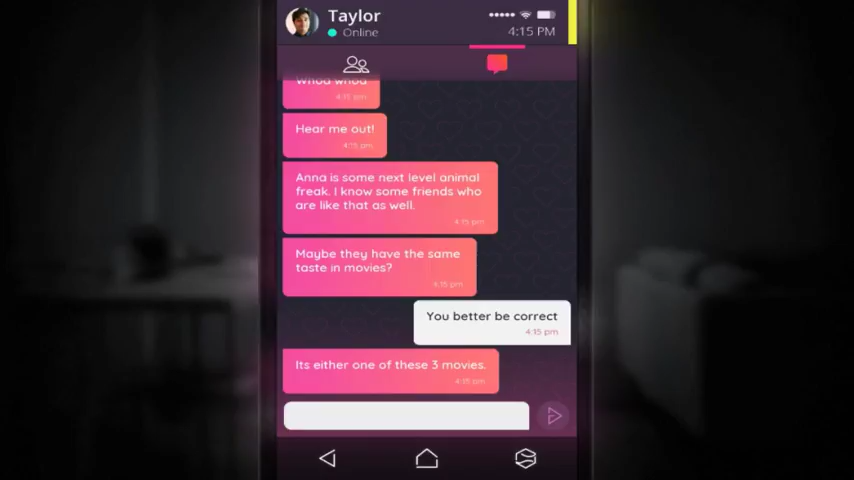 Taylor
Online
4:15 PM
Whoa whoa
4:15 pm
Hear me out!
4:15 pm
Anna is some next level animal
freak. I know some friends who
are like that as well.
4:15 pm
Maybe they have the same
taste in movies?
4:15 pm
You better be correct
4:15 pm
Its either one of these 3 movies.
4:15 pm